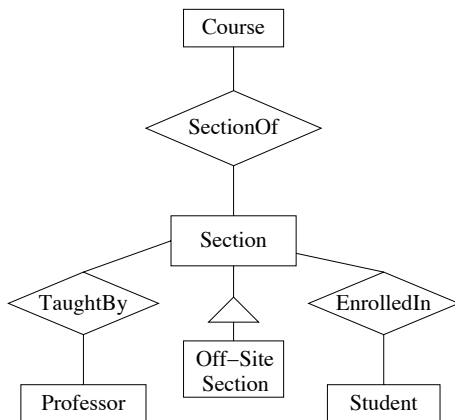 Course
SectionOf
Section
TaughtBy
EnrolledIn
Off−Site
Section
Professor
Student